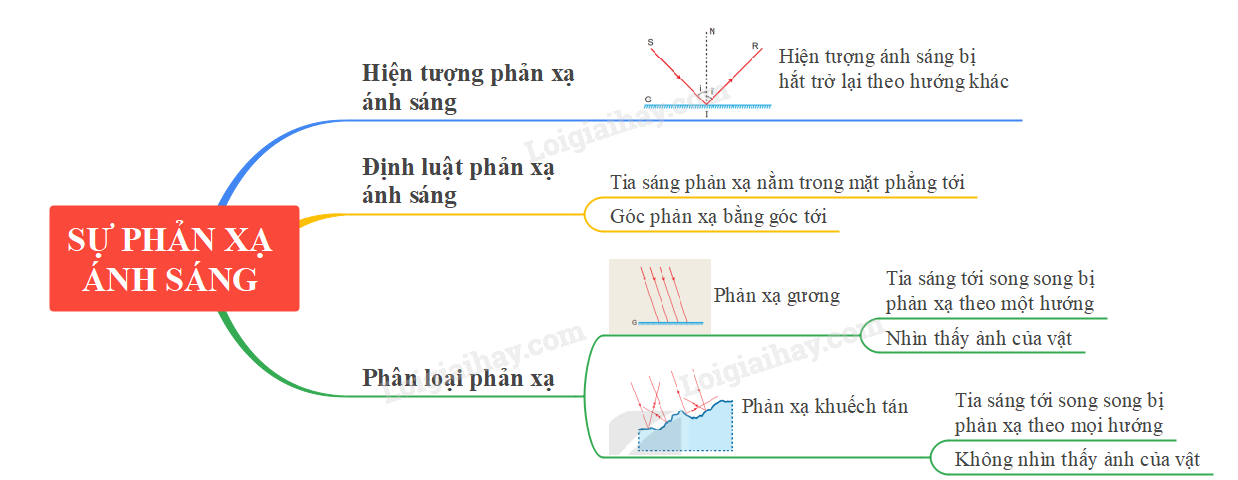 SỰ PHẢN XẠ
ÁNH SÁNG
Hiện tượng phản xạ
ánh sáng
S
N
R
i
i'
G
I
Hiện tượng ánh sáng bị
hắt trở lại theo hướng khác
Định luật phản xạ
ánh sáng
Tia sáng phản xạ nằm trong mặt phẳng tới
Góc phản xạ bằng góc tới
Phân loại phản xạ
G
Phản xạ gương
Tia sáng tới song song bị
phản xạ theo một hướng
Nhìn thấy ảnh của vật
Phản xạ khuếch tán
Tia sáng tới song song bị
phản xạ theo mọi hướng
Không nhìn thấy ảnh của vật
Loigiaihay.com
Loigiaihay.com
Loigiaihay.com